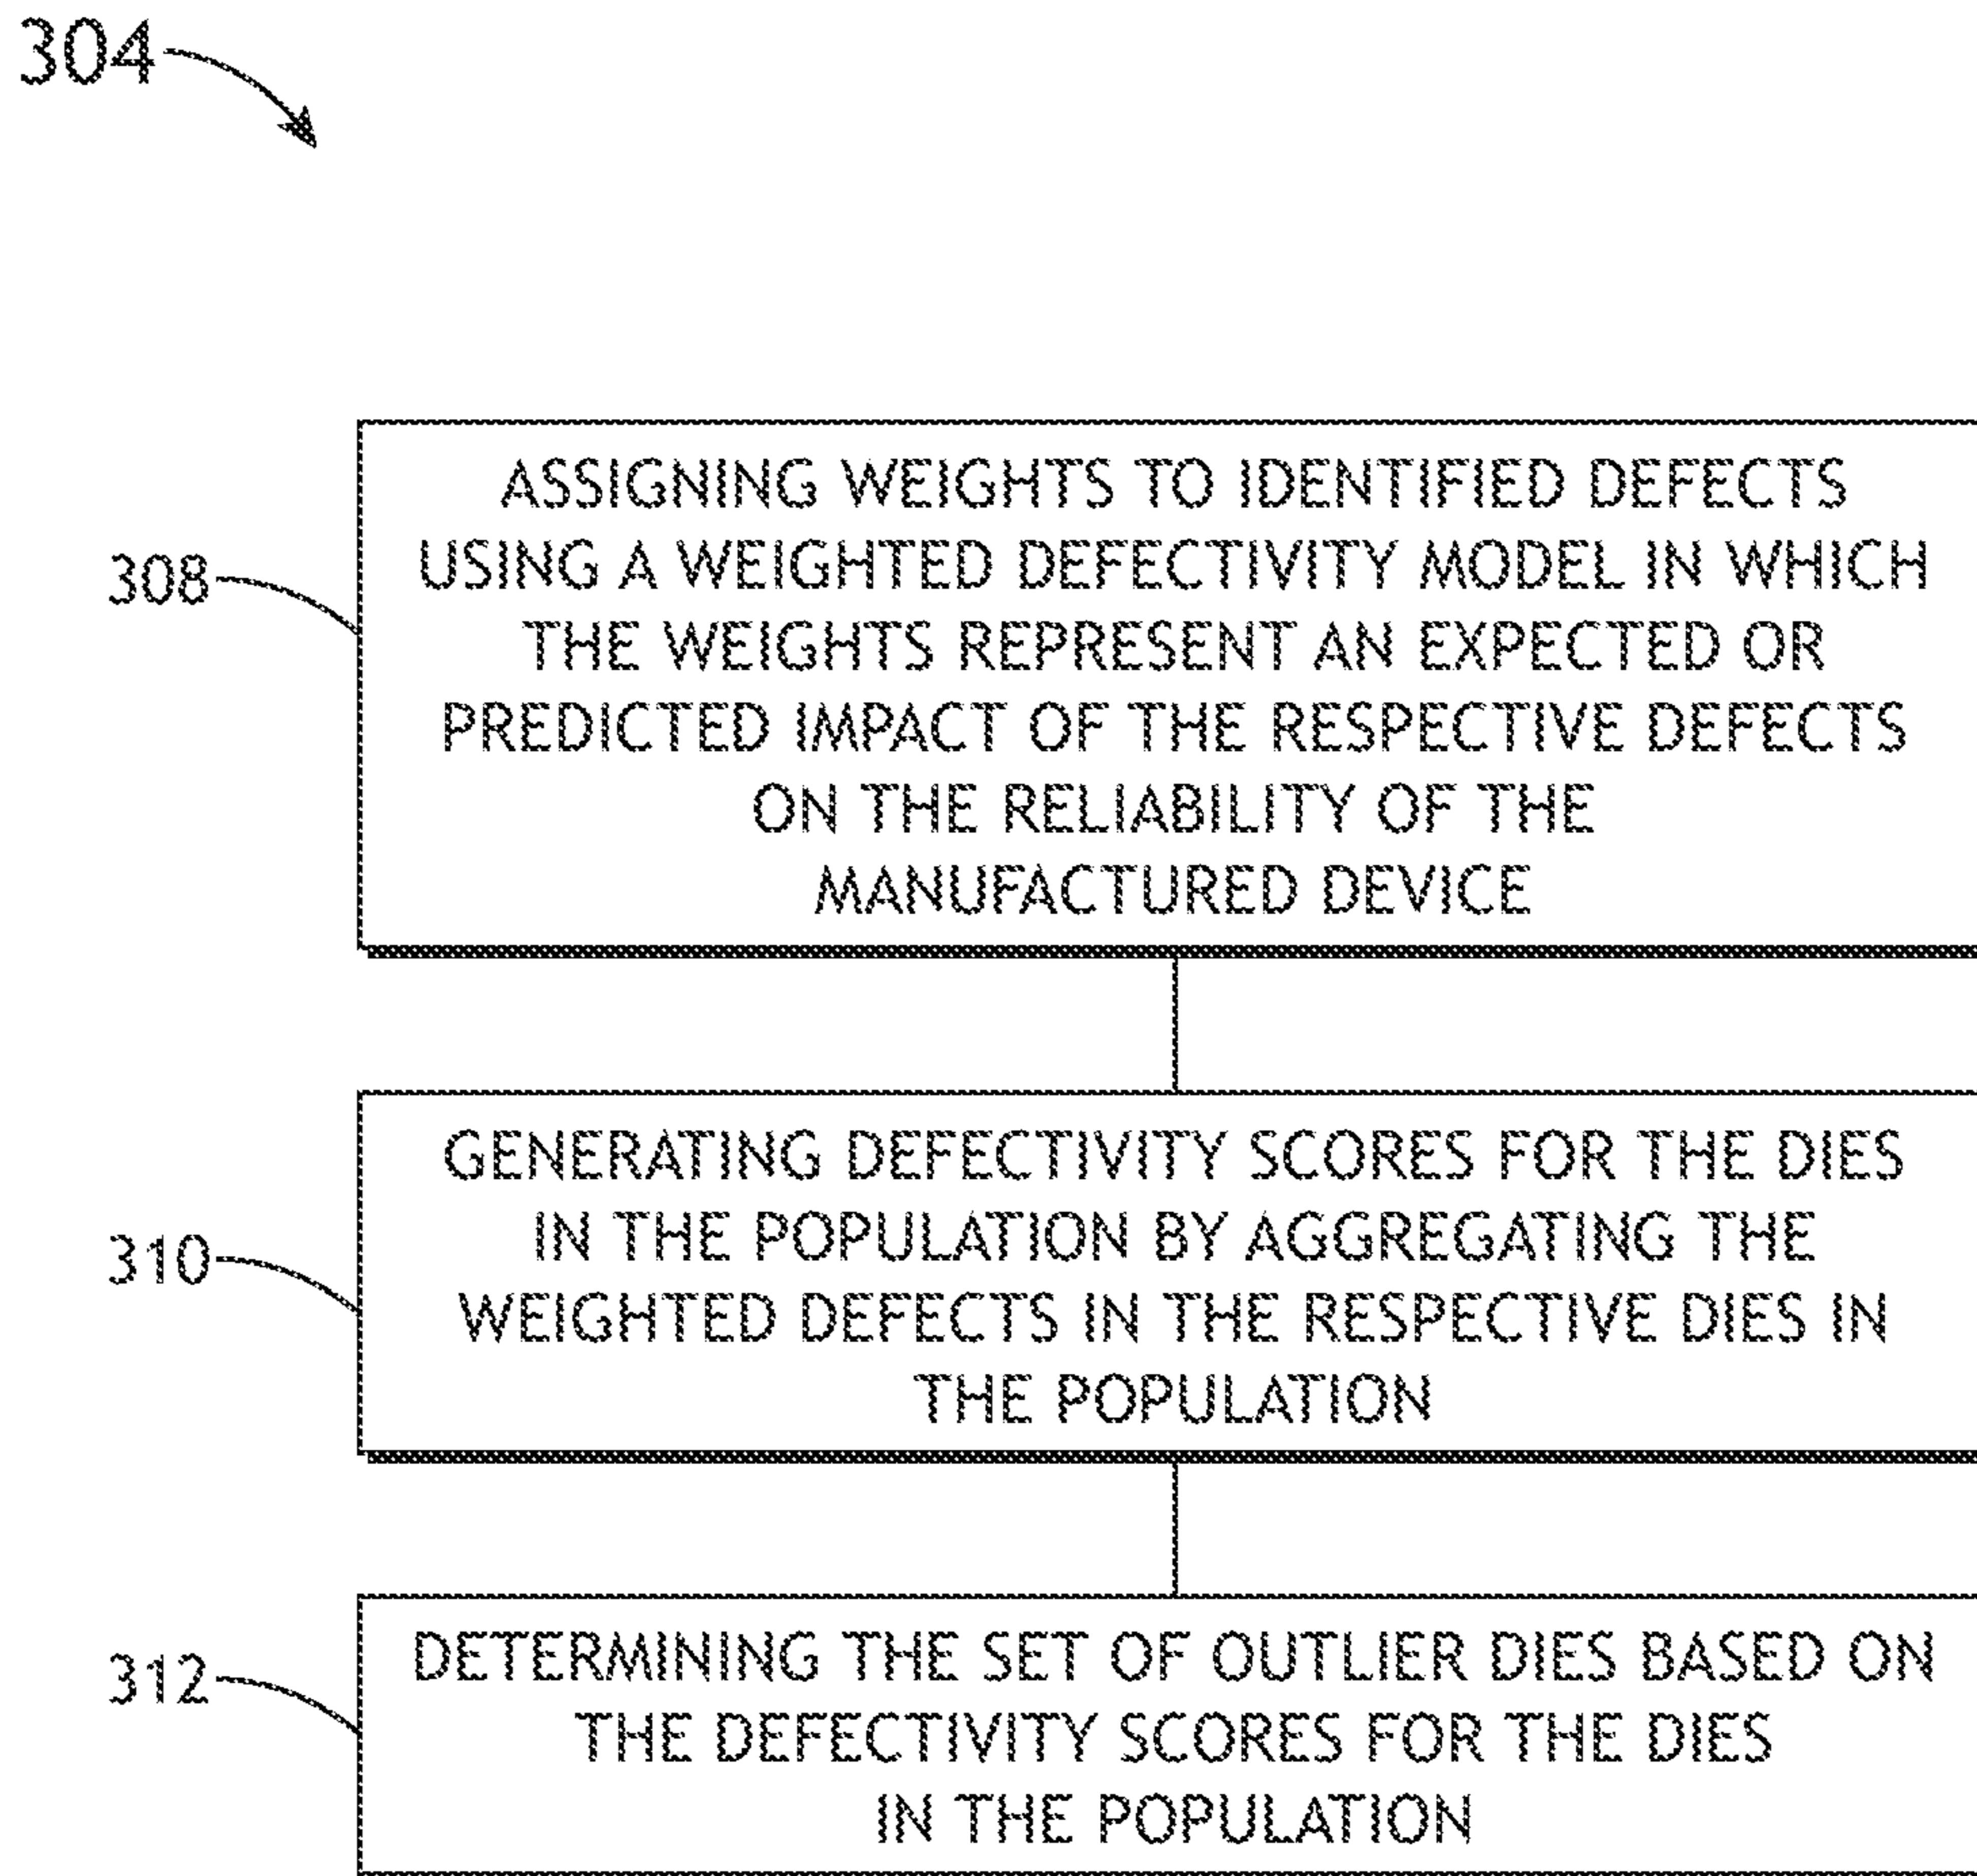 304
308
ASSIGNING WEIGHTS TO IDENTIFIED DEFECTS
USING A WEIGHTED DEFECTIVITY MODEL IN WHICH
THE WEIGHTS REPRESENT AN EXPECTED OR
PREDICTED IMPACT OF THE RESPECTIVE DEFECTS
ON THE RELIABILITY OF THE
MANUFACTURED DEVICE
310
GENERATING DEFECTIVITY SCORES FOR THE DIES
IN THE POPULATION BY AGGREGATING THE
WEIGHTED DEFECTS IN THE RESPECTIVE DIES IN
THE POPULATION
312
DETERMINING THE SET OF OUTLIER DIES BASED ON
THE DEFECTIVITY SCORES FOR THE DIES
IN THE POPULATION